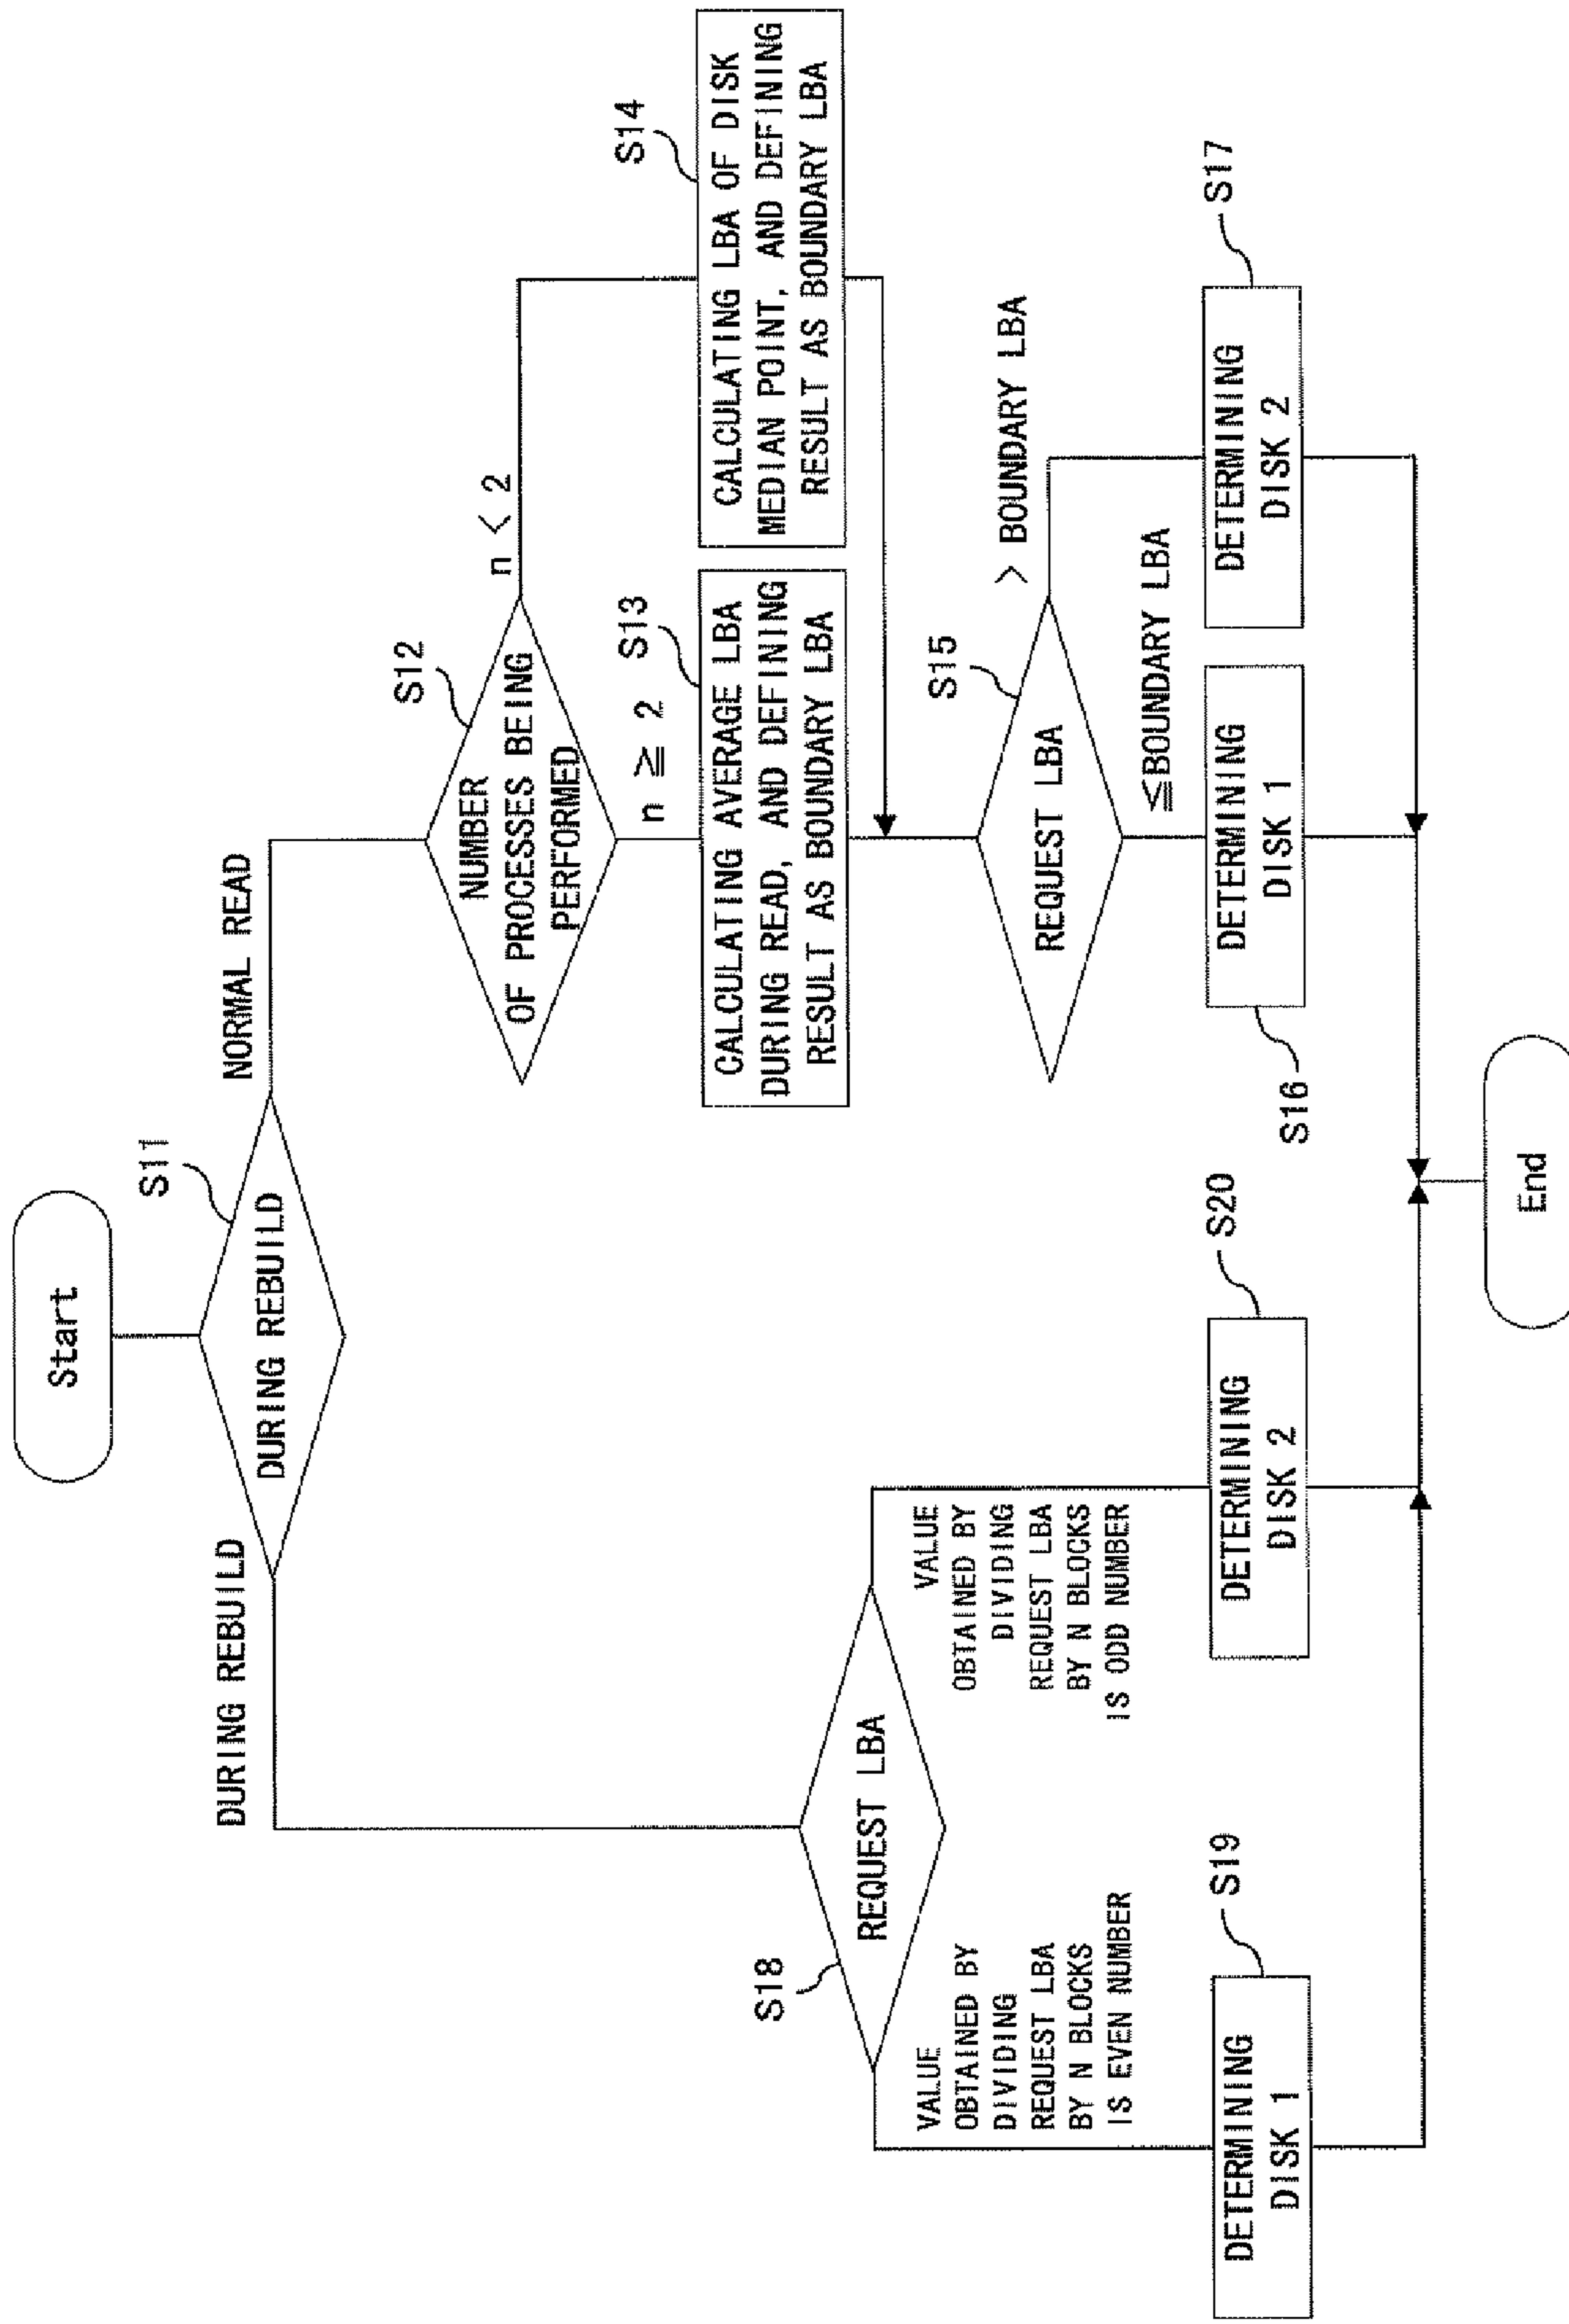 Start
S11
DURING REBUILD
DURING REBUILD
NORMAL READ
S12
NUMBER
OF PROCESSES BEING
PERFORMED
n < 2
n ≧ 2
S13
CALCULATING AVERAGE LBA
DURING READ, AND DEFINING
RESULT AS BOUNDARY LBA
S14
CALCULATING LBA OF DISK
MEDIAN POINT, AND DEFINING
RESULT AS BOUNDARY LBA
S15
REQUEST LBA
> BOUNDARY LBA
≦BOUNDARY LBA
S16
DETERMINING
DISK 1
S17
DETERMINING
DISK 2
S18
REQUEST LBA
VALUE
OBTAINED BY
DIVIDING
REQUEST LBA
BY N BLOCKS
IS EVEN NUMBER
VALUE
OBTAINED BY
DIVIDING
REQUEST LBA
BY N BLOCKS
IS ODD NUMBER
S19
DETERMINING
DISK 1
S20
DETERMINING
DISK 2
End